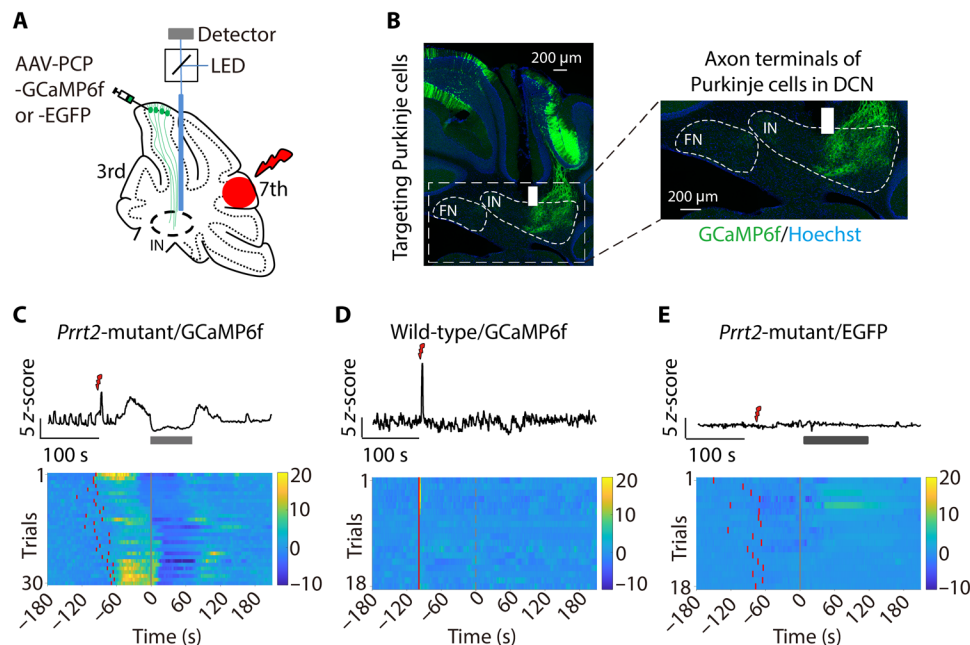 A
Detector
LED
AAV-PCP
-GCaMP6f
or -EGFP
3rd
7th
IN
B
Targeting Purkinje cells
200 µm
FN
IN
Axon terminals of
Purkinje cells in DCN
FN
IN
200 µm
GCaMP6f/Hoechst
C
Prrt2-mutant/GCaMP6f
5 z-score
100 s
1
Trials
30
20
10
0
−10
−180
−120
−60
0
60
120
180
Time (s)
D
Wild-type/GCaMP6f
5 z-score
100 s
1
Trials
18
20
10
0
−10
−180
−120
−60
0
60
120
180
Time (s)
E
Prrt2-mutant/EGFP
5 z-score
100 s
1
Trials
18
20
10
0
−10
−180
−120
−60
0
60
120
180
Time (s)